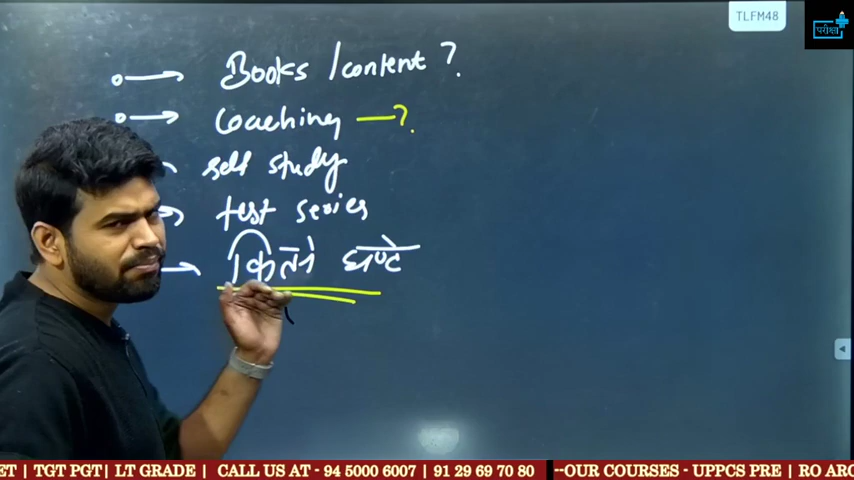 TLFM48
परीक्षा
Books / content ?
Coaching —?
self study
test series
कितने घण्टे
ET | TGT PGT | LT GRADE | CALL US AT - 94 5000 6007 | 91 29 69 70 80 --OUR COURSES - UPPCS PRE | RO ARO